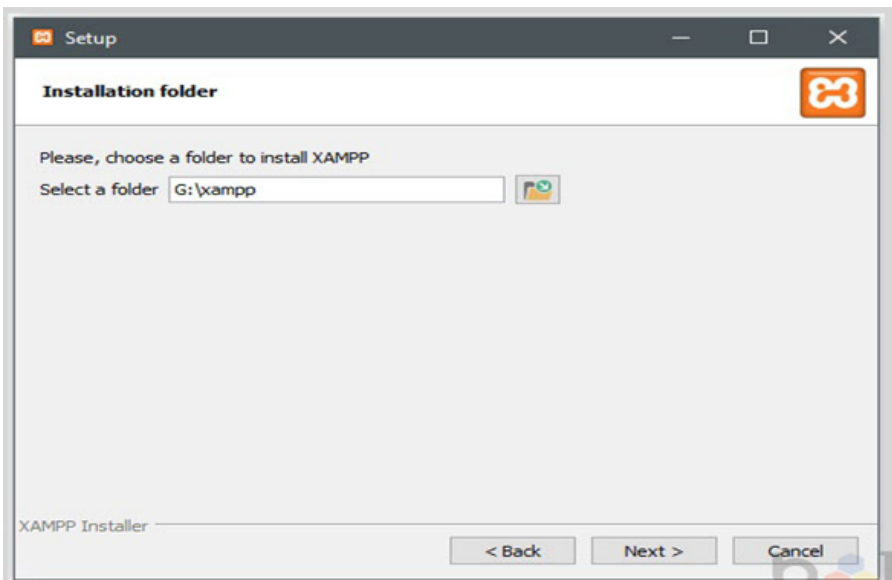 Setup
Installation folder
Please, choose a folder to install XAMPP
Select a folder G:\xampp
XAMPP Installer
< Back Next > Cancel